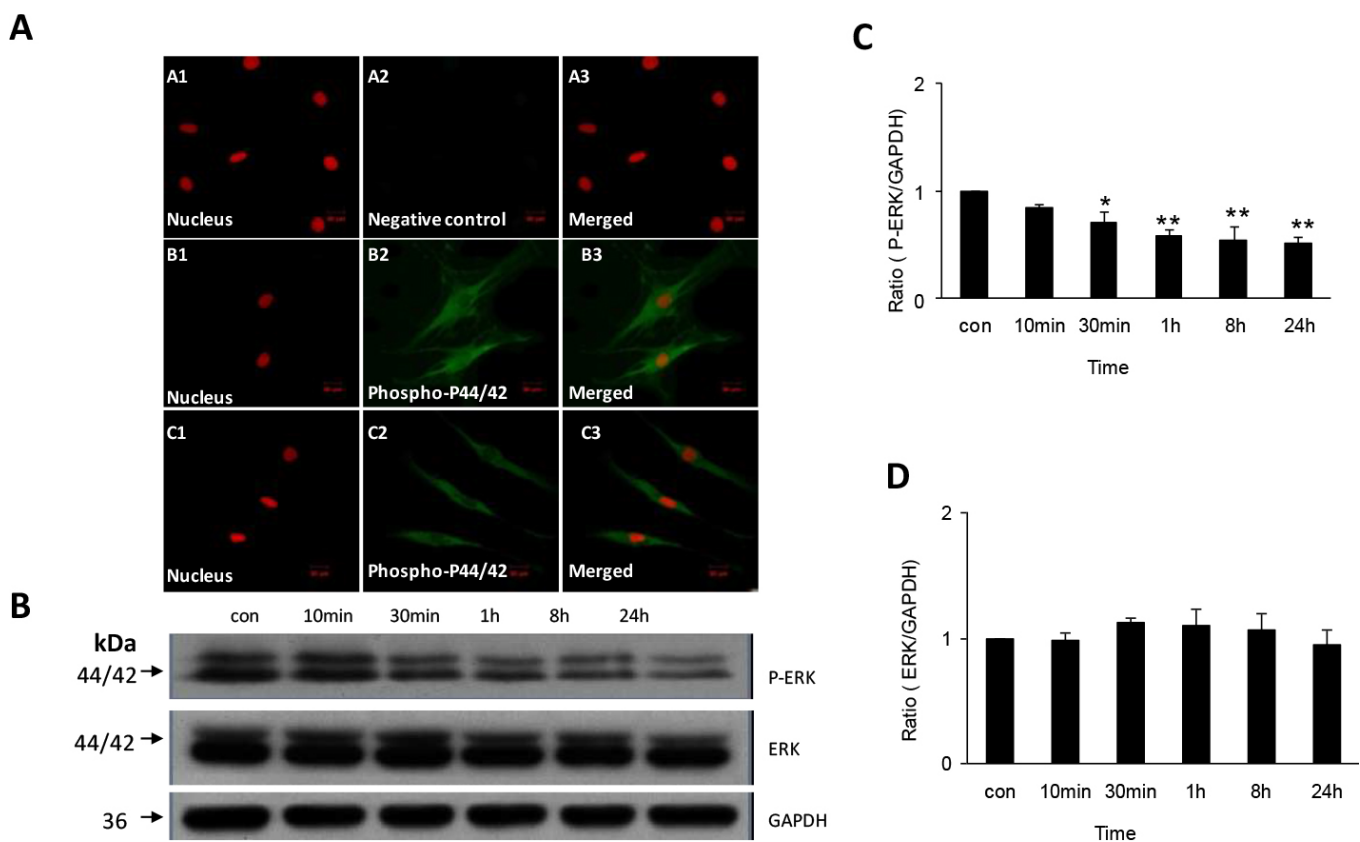 A
A1
A2
A3
Nucleus
Negative control
Merged
B1
B2
B3
Nucleus
Phospho-P44/42
Merged
C1
C2
C3
Nucleus
Phospho-P44/42
Merged
B
con 10min 30min 1h 8h 24h
kDa
44/42
P-ERK
44/42
ERK
36
GAPDH
C
Ratio ( P-ERK/GAPDH)
2
1
0
*
**
**
**
con 10min 30min 1h 8h 24h
Time
D
Ratio ( ERK/GAPDH)
2
1
0
con 10min 30min 1h 8h 24h
Time